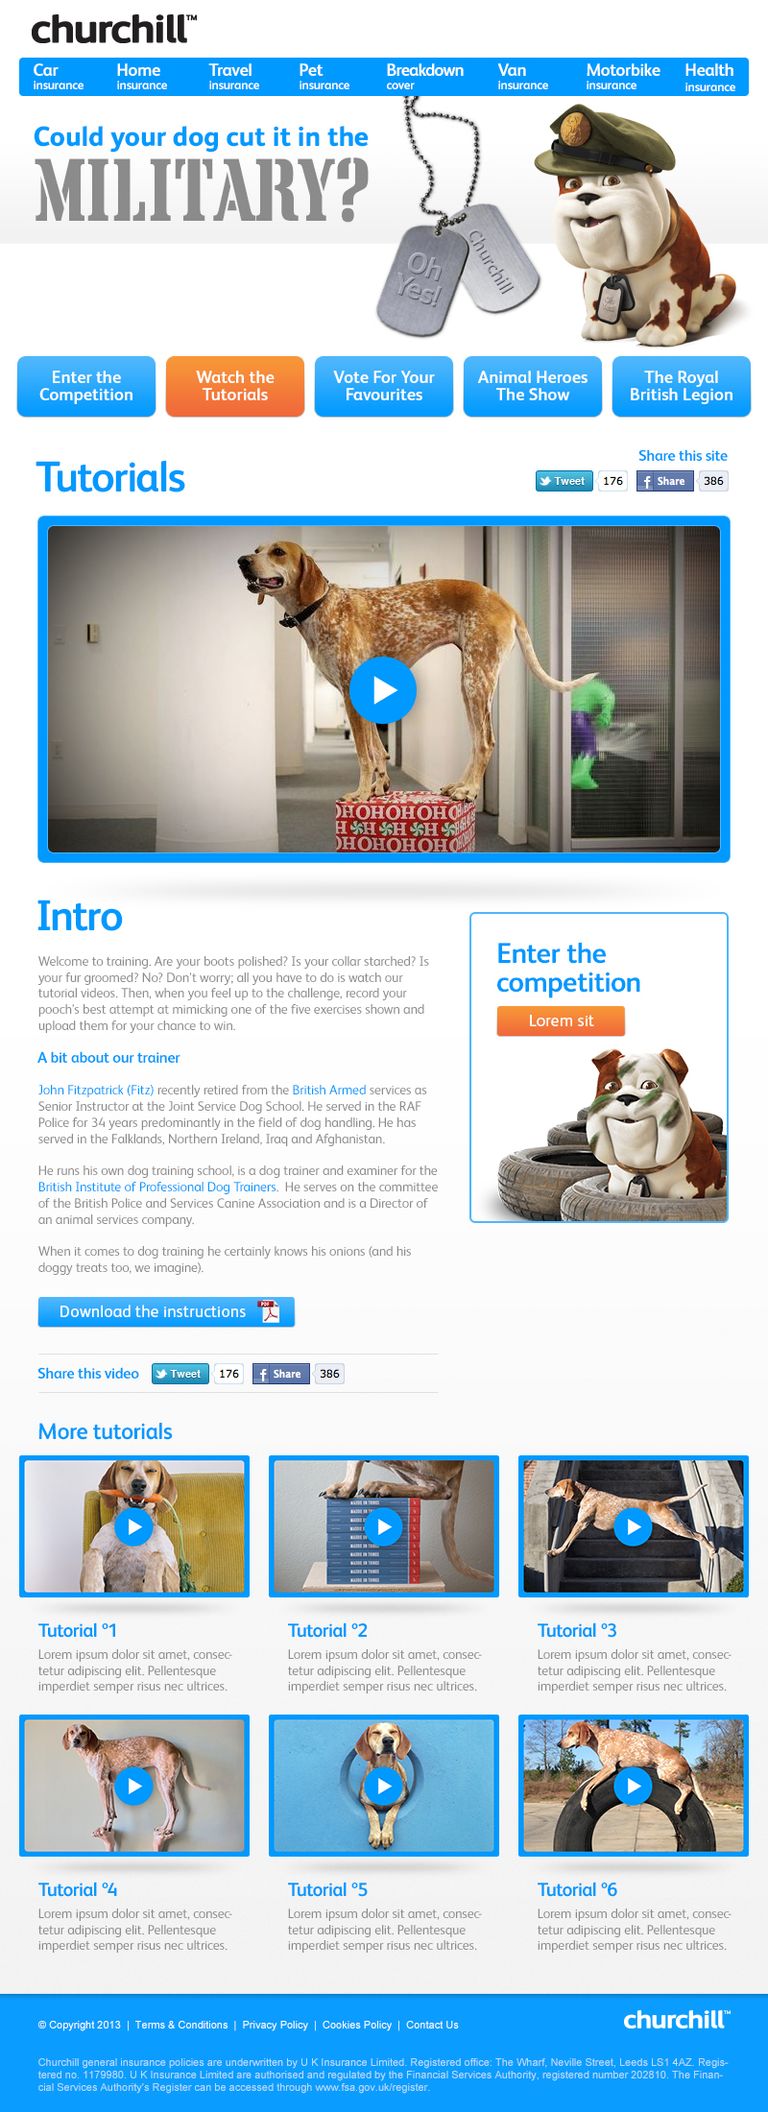 churchill™
Car
insurance
Home
insurance
Travel
insurance
Pet
insurance
Breakdown
cover
Van
insurance
Motorbike
insurance
Health
insurance
Could your dog cut it in the
MILITARY?
Oh
Yes!
Churchill
Enter the
Competition
Watch the
Tutorials
Vote For Your
Favourites
Animal Heroes
The Show
The Royal
British Legion
Share this site
Tutorials
Tweet 176 Share 386
HOHOHOHO
Intro
Welcome to training. Are your boots polished? Is your collar starched? Is
your fur groomed? No? Don't worry; all you have to do is watch our
tutorial videos. Then, when you feel up to the challenge, record your
pooch's best attempt at mimicking one of the five exercises shown and
upload them for your chance to win.
A bit about our trainer
John Fitzpatrick (Fitz) recently retired from the British Armed services as
Senior Instructor at the Joint Service Dog School. He served in the RAF
Police for 34 years predominantly in the field of dog handling. He has
served in the Falklands, Northern Ireland, Iraq and Afghanistan.
He runs his own dog training school, is a dog trainer and examiner for the
British Institute of Professional Dog Trainers. He serves on the committee
of the British Police and Services Canine Association and is a Director of
an animal services company.
When it comes to dog training he certainly knows his onions (and his
doggy treats too, we imagine).
Enter the
competition
Lorem sit
Download the instructions PDF
Share this video Tweet 176 Share 386
More tutorials
MADDIE ON THINGS
Tutorial °1
Lorem ipsum dolor sit amet, consec-
tetur adipiscing elit. Pellentesque
imperdiet semper risus nec ultrices.
Tutorial °2
Lorem ipsum dolor sit amet, consec-
tetur adipiscing elit. Pellentesque
imperdiet semper risus nec ultrices.
Tutorial °3
Lorem ipsum dolor sit amet, consec-
tetur adipiscing elit. Pellentesque
imperdiet semper risus nec ultrices.
Tutorial °4
Lorem ipsum dolor sit amet, consec-
tetur adipiscing elit. Pellentesque
imperdiet semper risus nec ultrices.
Tutorial °5
Lorem ipsum dolor sit amet, consec-
tetur adipiscing elit. Pellentesque
imperdiet semper risus nec ultrices.
Tutorial °6
Lorem ipsum dolor sit amet, consec-
tetur adipiscing elit. Pellentesque
imperdiet semper risus nec ultrices.
© Copyright 2013 | Terms & Conditions | Privacy Policy | Cookies Policy | Contact Us
churchill™
Churchill general insurance policies are underwritten by U K Insurance Limited. Registered office: The Wharf, Neville Street, Leeds LS1 4AZ. Regis-
tered no. 1179980. U K Insurance Limited are authorised and regulated by the Financial Services Authority, registered number 202810. The Finan-
cial Services Authority's Register can be accessed through www.fsa.gov.uk/register.